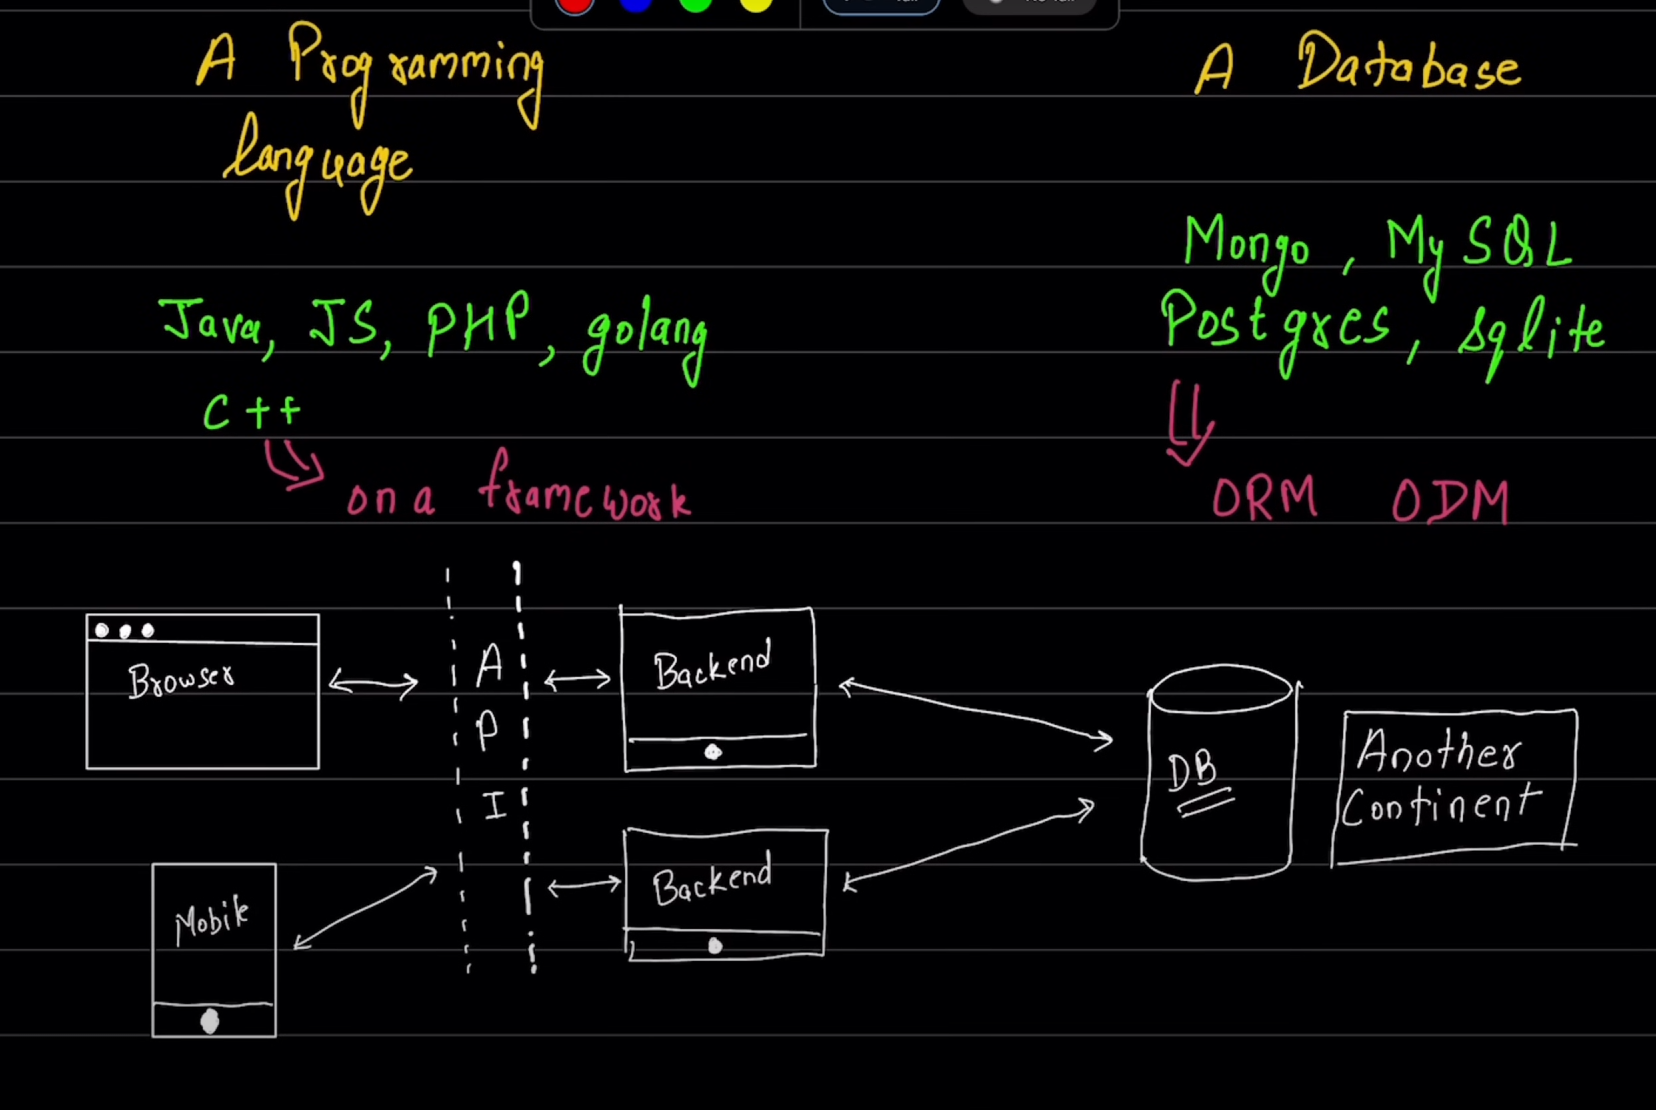 A Programming
language
A Database
Mongo, MySQL
Postgres, sqlite
Java, JS, PHP, golang
C++
on a framework
ORM ODM
Browser
A
P
I
Backend
DB
Another
Continent
Mobile
Backend